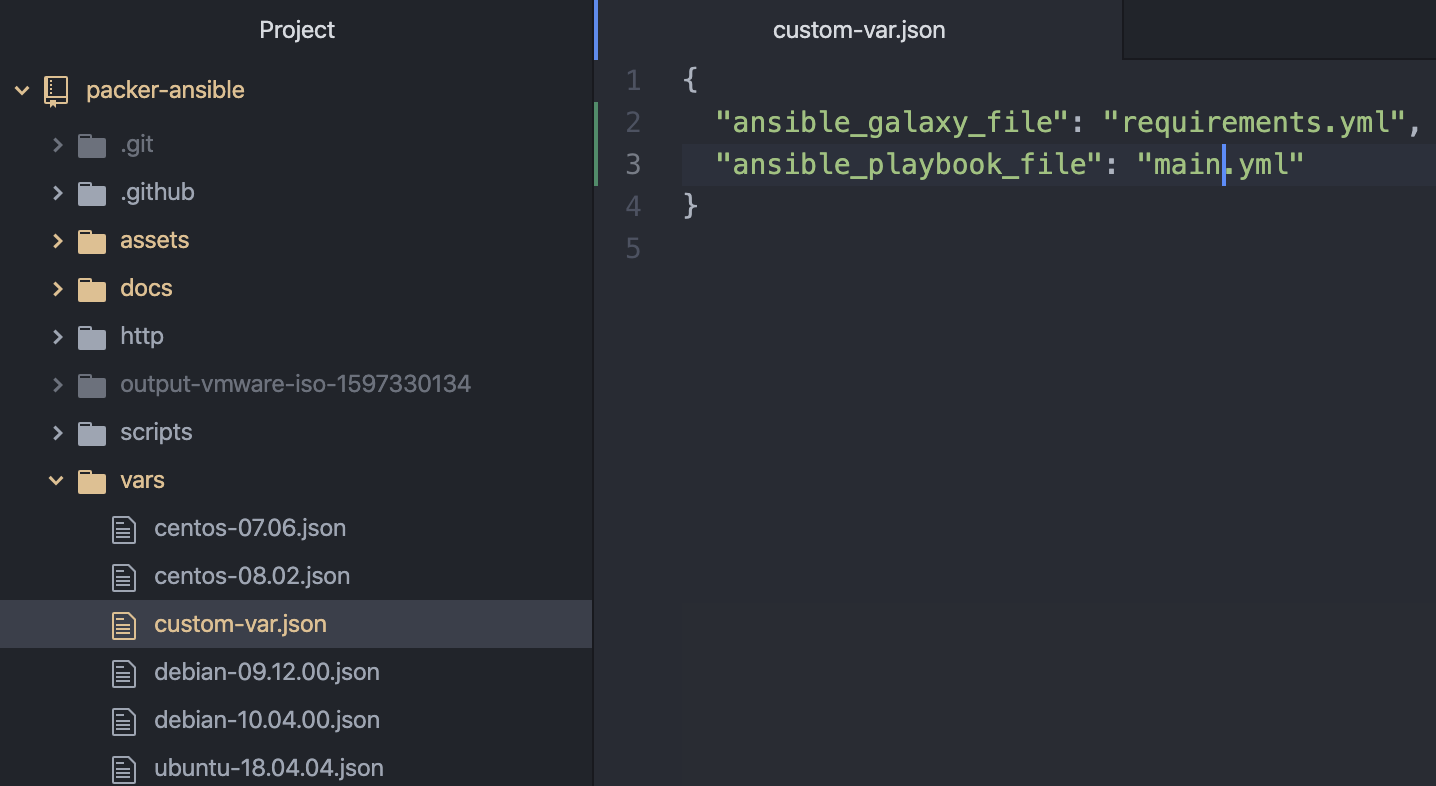 Project
packer-ansible
.git
.github
assets
docs
http
output-vmware-iso-1597330134
scripts
vars
centos-07.06.json
centos-08.02.json
custom-var.json
debian-09.12.00.json
debian-10.04.00.json
ubuntu-18.04.04.json
custom-var.json
1 {
2 "ansible_galaxy_file": "requirements.yml",
3 "ansible_playbook_file": "main.yml"
4 }
5